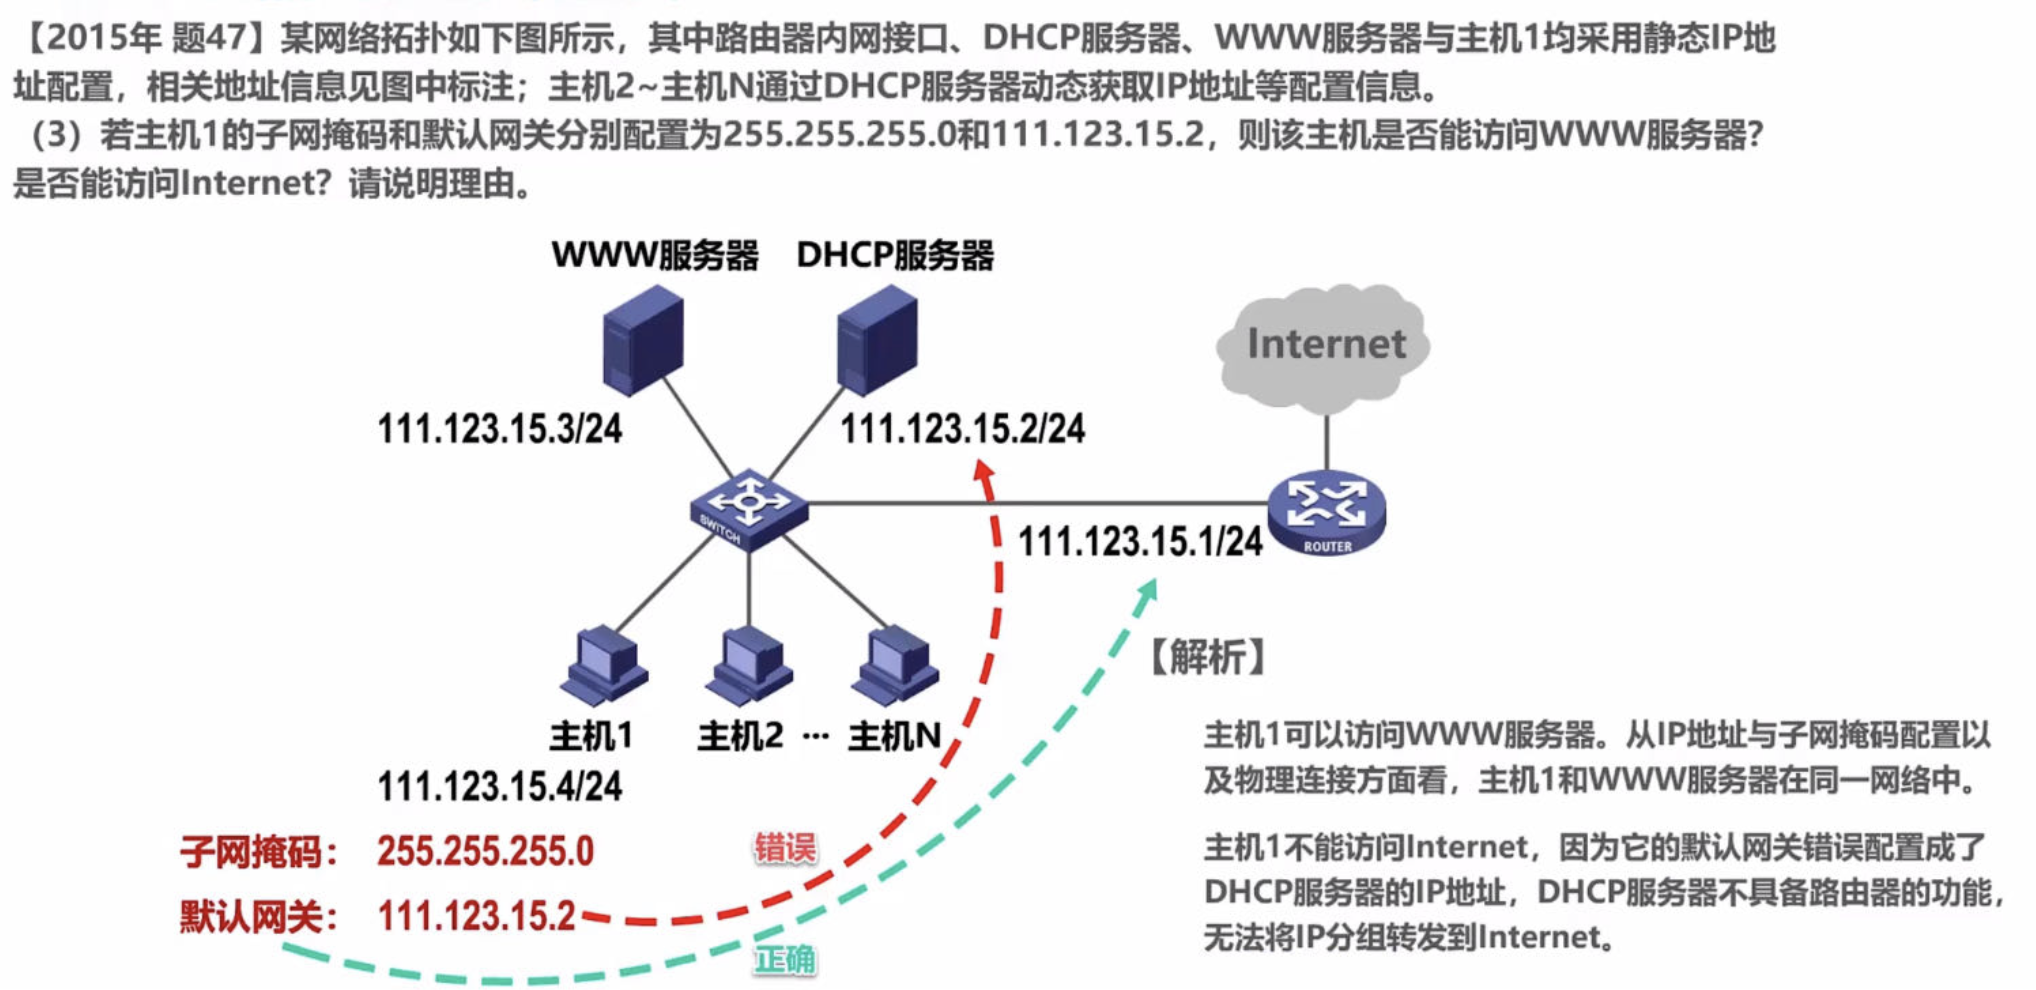 【2015年 题47】某网络拓扑如下图所示，其中路由器内网接口、DHCP服务器、WWW服务器与主机1均采用静态IP地
址配置，相关地址信息见图中标注；主机2~主机N通过DHCP服务器动态获取IP地址等配置信息。
（3）若主机1的子网掩码和默认网关分别配置为255.255.255.0和111.123.15.2，则该主机是否能访问WWW服务器？
是否能访问Internet？请说明理由。
WWW服务器 DHCP服务器
Internet
111.123.15.3/24
111.123.15.2/24
SWITCH
111.123.15.1/24
ROUTER
【解析】
主机1 主机2 ··· 主机N
主机1可以访问WWW服务器。从IP地址与子网掩码配置以
及物理连接方面看，主机1和WWW服务器在同一网络中。
111.123.15.4/24
子网掩码： 255.255.255.0
错误
默认网关： 111.123.15.2
正确
主机1不能访问Internet，因为它的默认网关错误配置成了
DHCP服务器的IP地址，DHCP服务器不具备路由器的功能，
无法将IP分组转发到Internet。